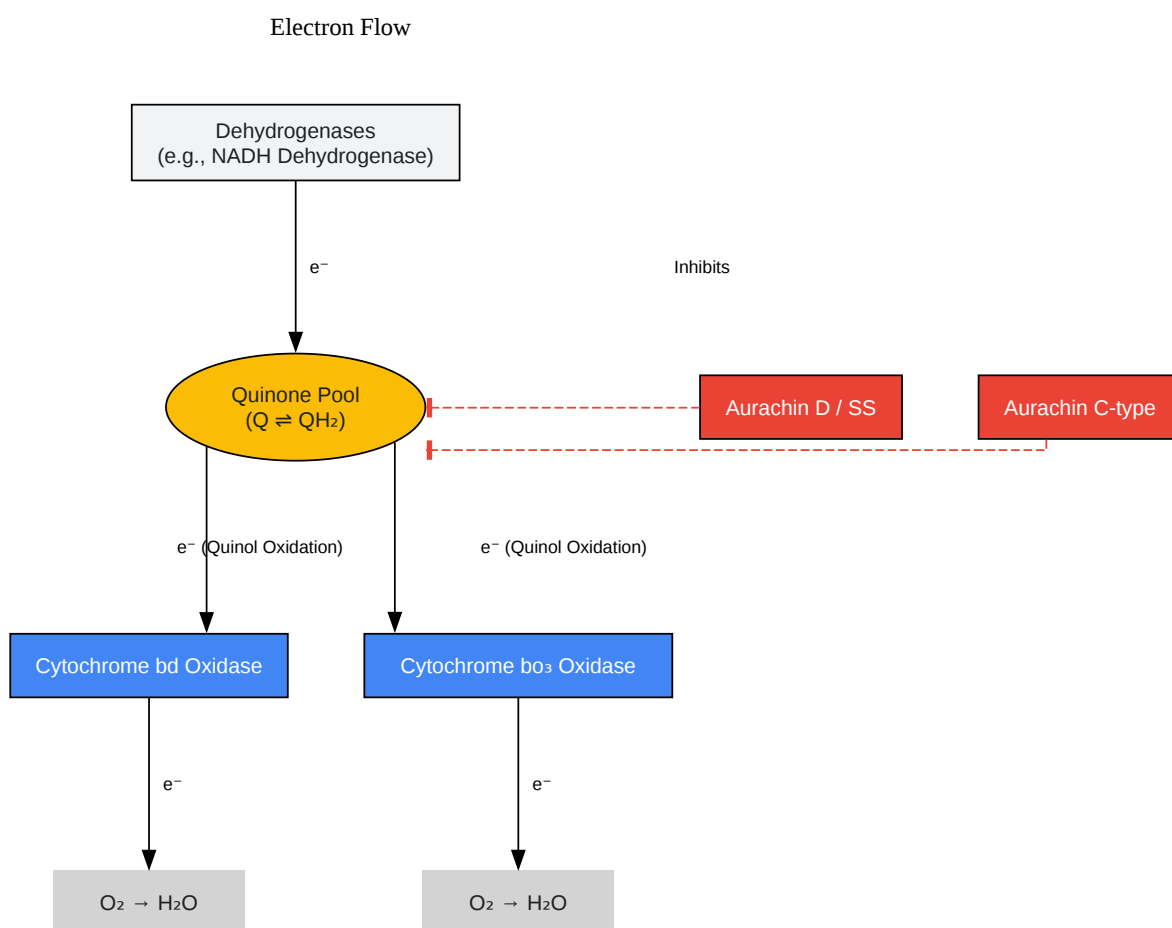 Electron Flow
Dehydrogenases
(e.g., NADH Dehydrogenase)
e⁻
Inhibits
Quinone Pool
(Q ⇌ QH₂)
Aurachin D / SS
Aurachin C-type
e⁻ (Quinol Oxidation)
e⁻ (Quinol Oxidation)
Cytochrome bd Oxidase
Cytochrome bo₃ Oxidase
e⁻
e⁻
O₂ → H₂O
O₂ → H₂O